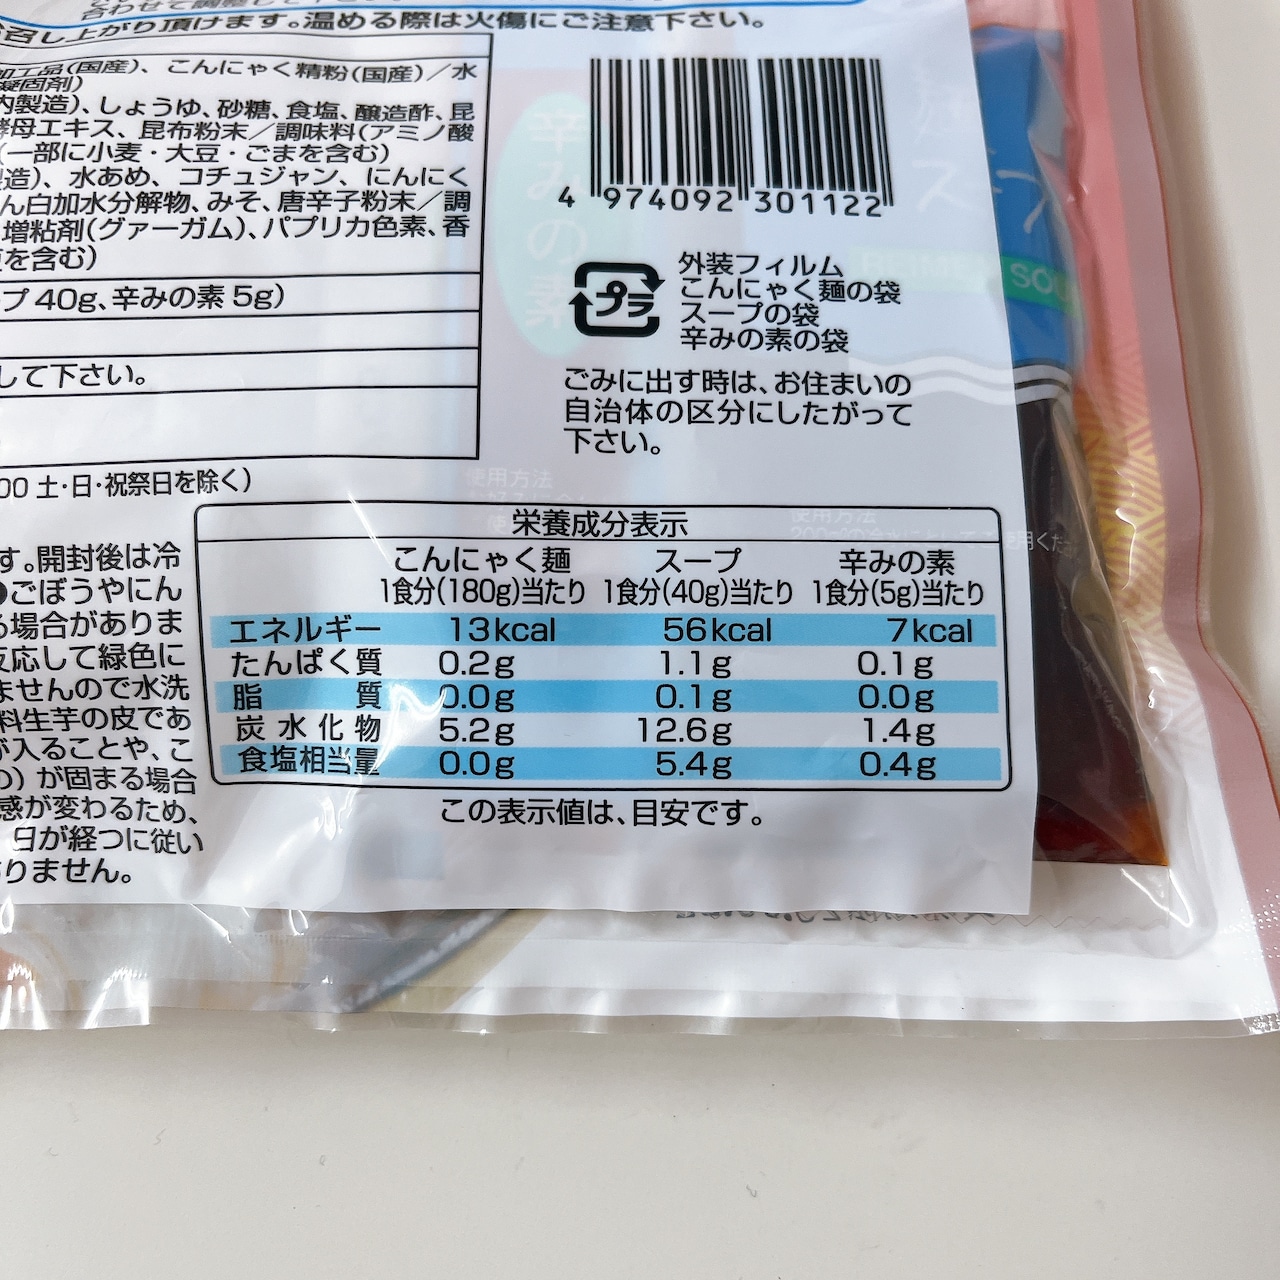 合わせて調整して下さい。
召し上がり頂けます。温める際は火傷にご注意下さい。
加工品(国産)、こんにゃく精粉(国産)／水
凝固剤)
内製造)、しょうゆ、砂糖、食塩、醸造酢、昆
酵母エキス、昆布粉末／調味料(アミノ酸
(一部に小麦・大豆・ごまを含む)
造)、水あめ、コチュジャン、にんにく
ん白加水分解物、みそ、唐辛子粉末／調
増粘剤(グァーガム)、パプリカ色素、香
を含む)
プ40g、辛みの素5g)
して下さい。
00 土・日・祝祭日を除く)
4 974092 301122
プラ
外装フィルム
こんにゃく麺の袋
スープの袋
辛みの素の袋
ごみに出す時は、お住まいの
自治体の区分にしたがって
下さい。
辛みの素
使用方法
使用方法
す。開封後は冷
●ごぼうやにん
る場合がありま
反応して緑色に
ませんので水洗
料生芋の皮であ
が入ることや、こ
の)が固まる場合
感が変わるため、
日が経つに従い
りません。
栄養成分表示
こんにゃく麺 スープ 辛みの素
1食分(180g)当たり 1食分(40g)当たり 1食分(5g)当たり
エネルギー 13kcal 56kcal 7kcal
たんぱく質 0.2g 1.1g 0.1g
脂質 0.0g 0.1g 0.0g
炭水化物 5.2g 12.6g 1.4g
食塩相当量 0.0g 5.4g 0.4g
この表示値は、目安です。